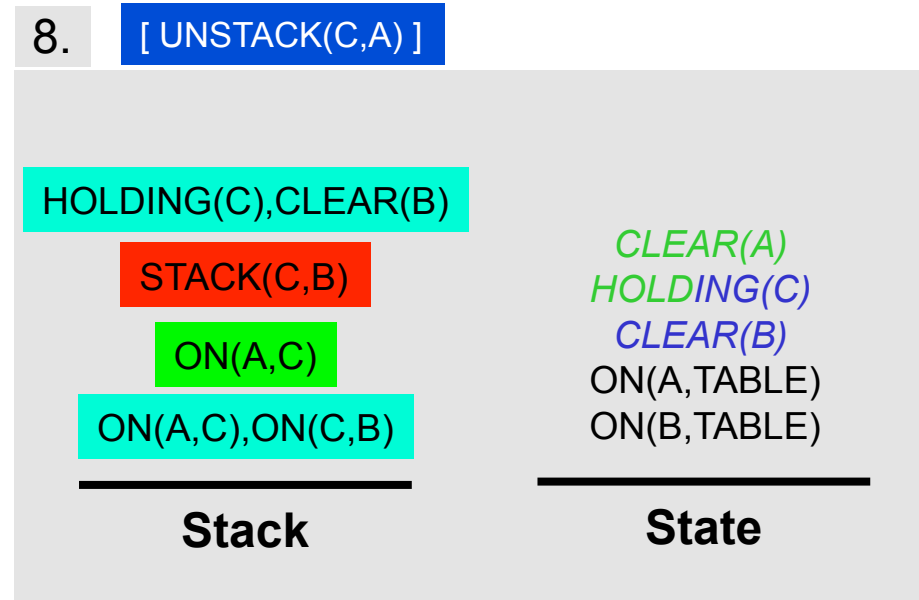 8.
[ UNSTACK(C,A) ]
HOLDING(C),CLEAR(B)
STACK(C,B)
ON(A,C)
ON(A,C),ON(C,B)
Stack
CLEAR(A)
HOLDING(C)
CLEAR(B)
ON(A,TABLE)
ON(B,TABLE)
State